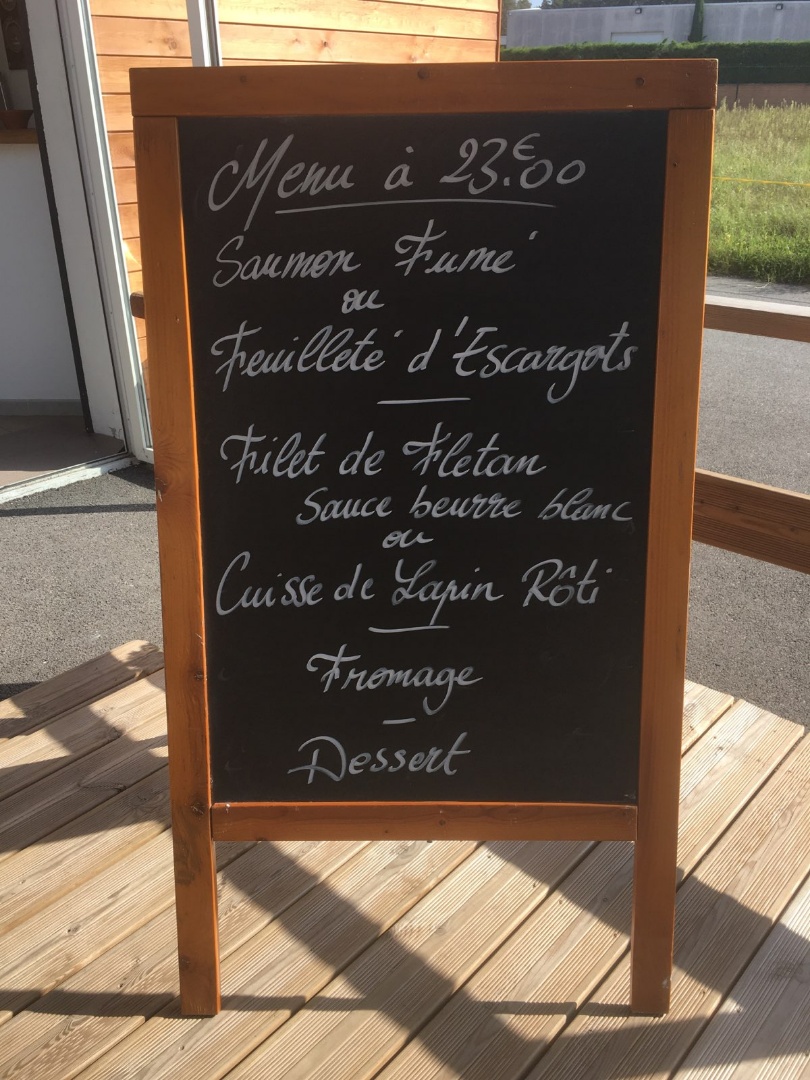 Menu à 23.€00
Saumon Fumé
ou
Feuilleté d'Escargots
Filet de Fletan
Sauce beurre blanc
ou
Cuisse de Lapin Rôti
Fromage
Dessert